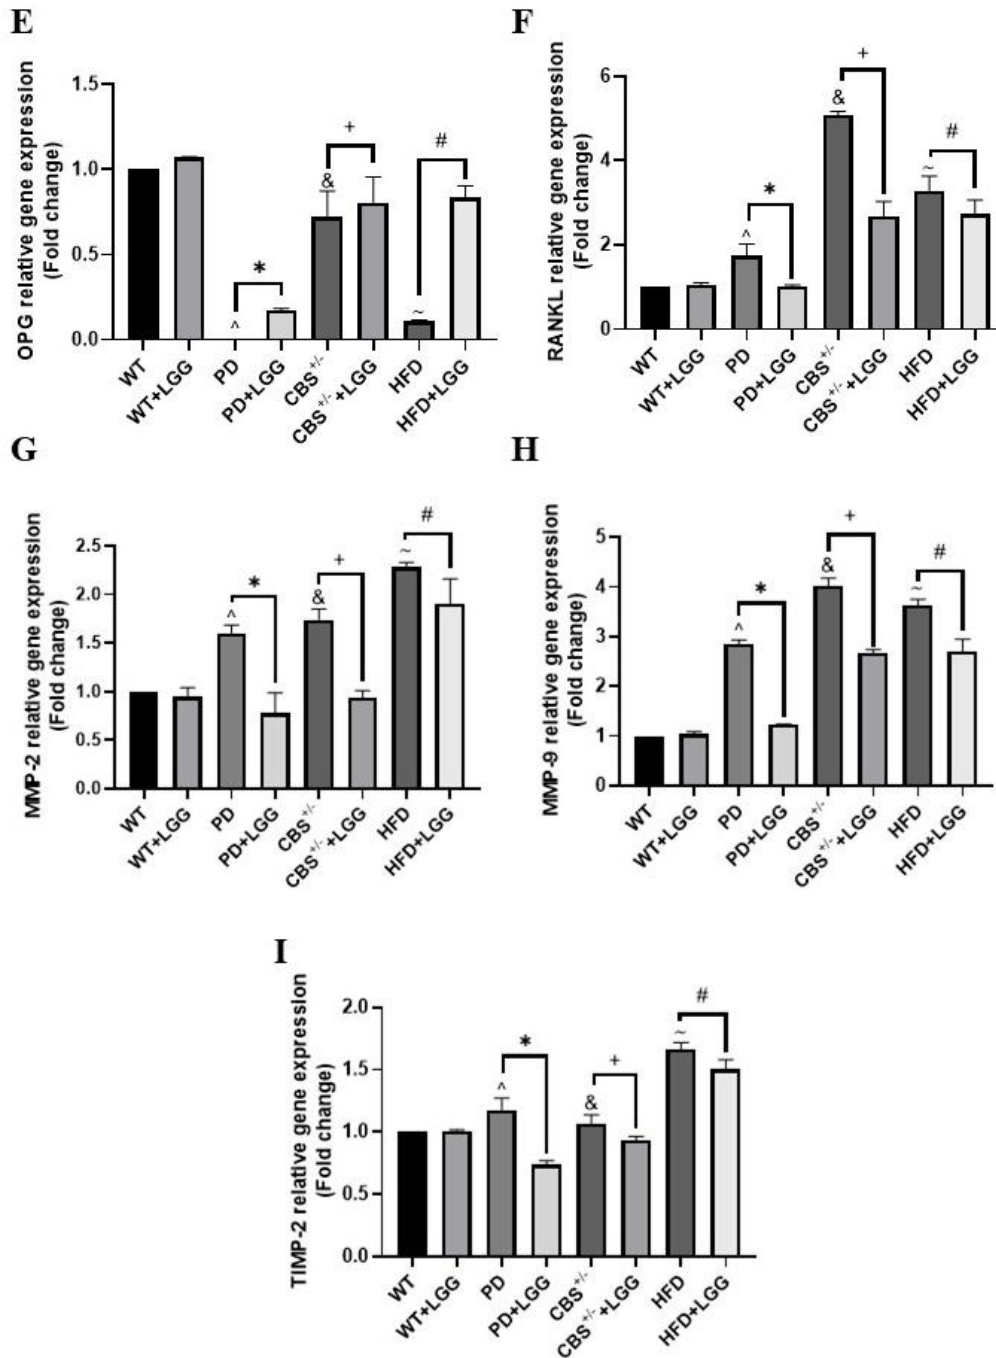 E
OPG relative gene expression
(Fold change)
1.5
1.0
0.5
0.0
^
*
&
+
~
#
WT
WT+LGG
PD
PD+LGG
CBS+/-
CBS+/-+LGG
HFD
HFD+LGG
F
RANKL relative gene expression
(Fold change)
6
4
2
0
^
*
&
+
~
#
WT
WT+LGG
PD
PD+LGG
CBS+/-
CBS+/-+LGG
HFD
HFD+LGG
G
MMP-2 relative gene expression
(Fold change)
2.5
2.0
1.5
1.0
0.5
0.0
^
*
&
+
~
#
WT
WT+LGG
PD
PD+LGG
CBS+/-
CBS+/-+LGG
HFD
HFD+LGG
H
MMP-9 relative gene expression
(Fold change)
5
4
3
2
1
0
^
*
&
+
~
#
WT
WT+LGG
PD
PD+LGG
CBS+/-
CBS+/-+LGG
HFD
HFD+LGG
I
TIMP-2 relative gene expression
(Fold change)
2.0
1.5
1.0
0.5
0.0
^
*
&
+
~
#
WT
WT+LGG
PD
PD+LGG
CBS+/-
CBS+/-+LGG
HFD
HFD+LGG